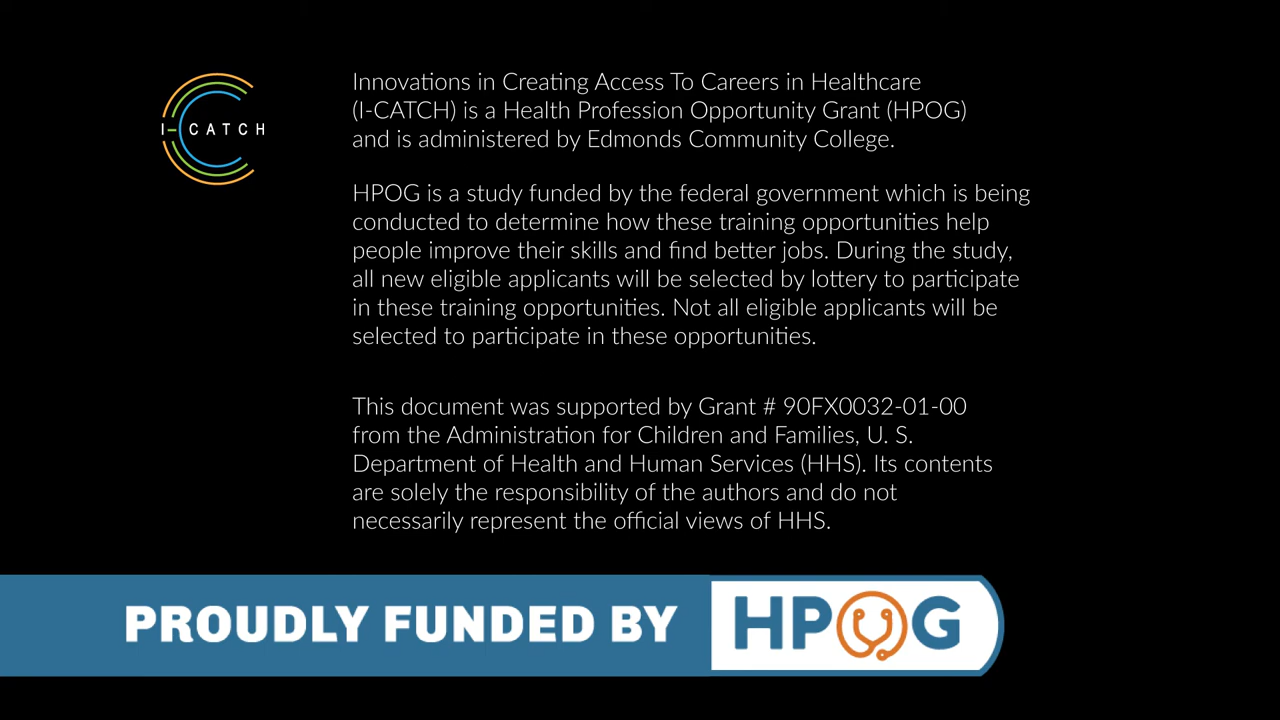 I-CATCH
Innovations in Creating Access To Careers in Healthcare
(I-CATCH) is a Health Profession Opportunity Grant (HPOG)
and is administered by Edmonds Community College.
HPOG is a study funded by the federal government which is being
conducted to determine how these training opportunities help
people improve their skills and find better jobs. During the study,
all new eligible applicants will be selected by lottery to participate
in these training opportunities. Not all eligible applicants will be
selected to participate in these opportunities.
This document was supported by Grant # 90FX0032-01-00
from the Administration for Children and Families, U. S.
Department of Health and Human Services (HHS). Its contents
are solely the responsibility of the authors and do not
necessarily represent the official views of HHS.
PROUDLY FUNDED BY HPOG